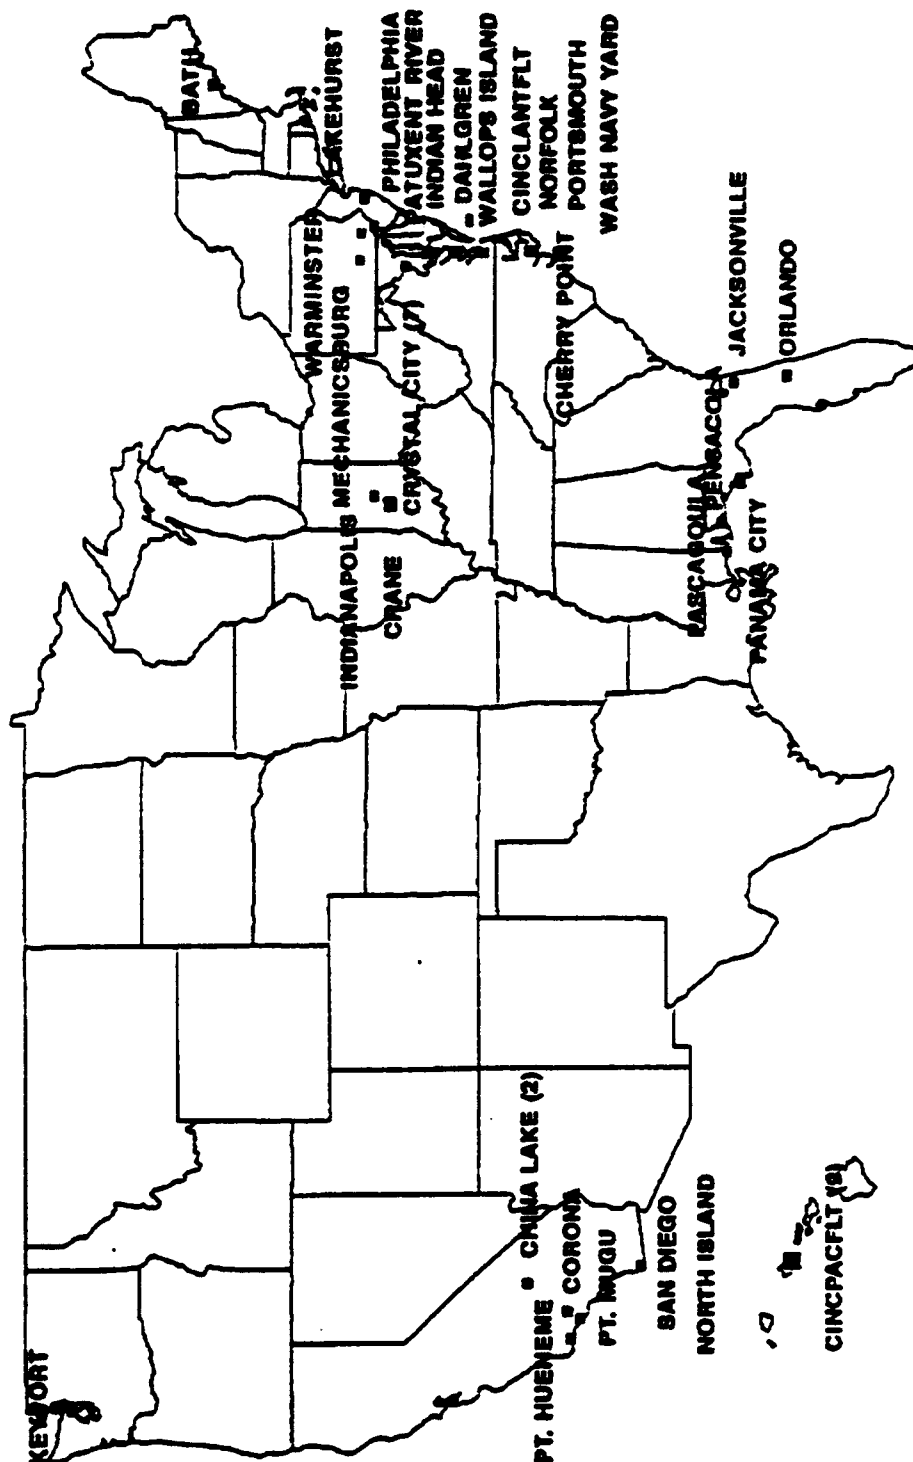 KEYPORT
PT. HUENEME
CHINA LAKE (2)
CORONA
PT. MUGU
SAN DIEGO
NORTH ISLAND
CINCPACFLT
INDIANAPOLIS
CRANE
MECHANICSBURG
CRYSTAL CITY (7)
WARMINSTER
BATH
LAKEHURST
PHILADELPHIA
PATUXENT RIVER
INDIAN HEAD
DAHLGREN
WALLOPS ISLAND
CINCLANTFLT
NORFOLK
PORTSMOUTH
WASH NAVY YARD
CHERRY POINT
JACKSONVILLE
ORLANDO
PASCAGOULA
PENSACOLA
PANAMA CITY